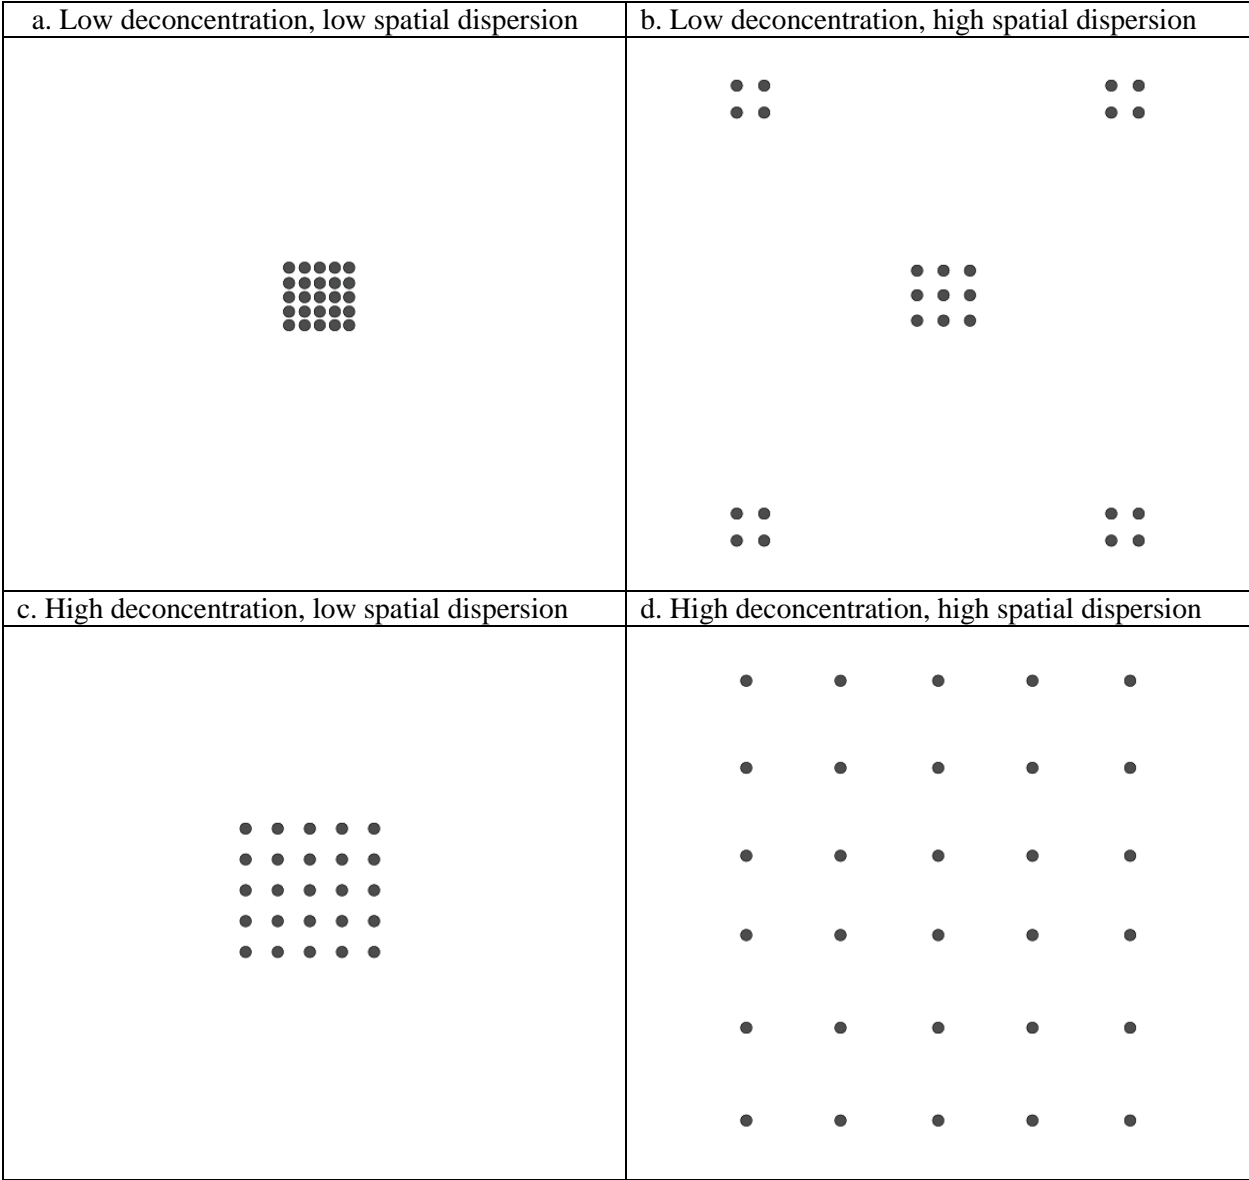 a. Low deconcentration, low spatial dispersion
b. Low deconcentration, high spatial dispersion
c. High deconcentration, low spatial dispersion
d. High deconcentration, high spatial dispersion